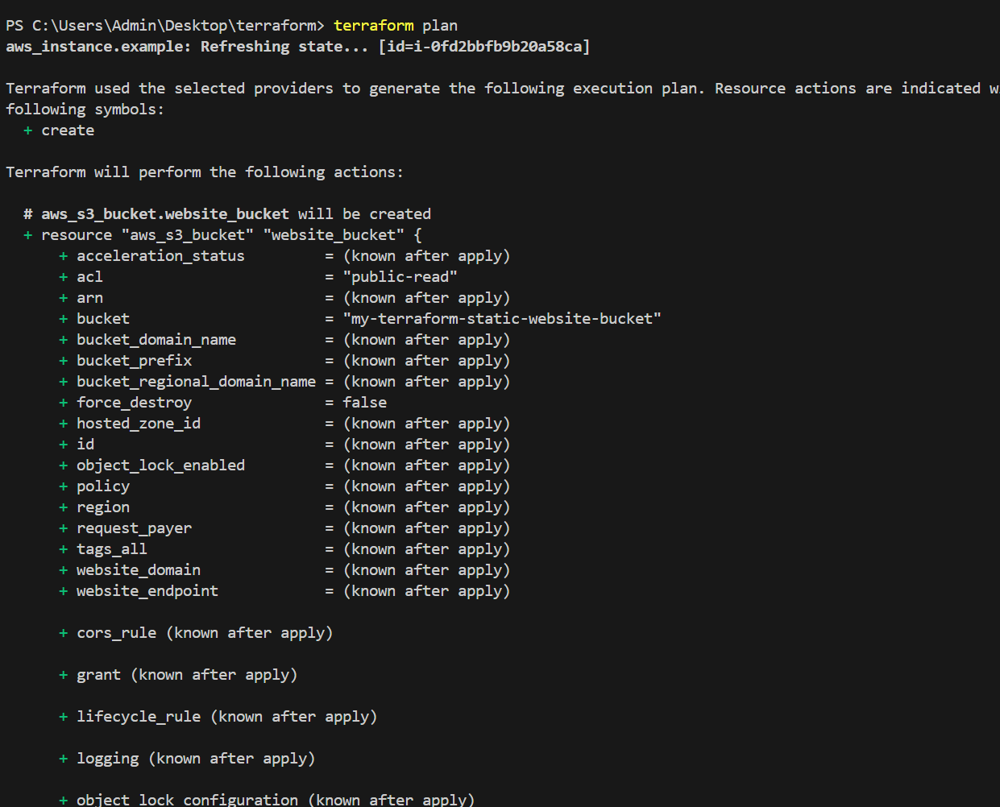 PS C:\Users\Admin\Desktop\terraform> terraform plan
aws_instance.example: Refreshing state... [id=i-0fd2bbfb9b20a58ca]
Terraform used the selected providers to generate the following execution plan. Resource actions are indicated
following symbols:
+ create
Terraform will perform the following actions:
# aws_s3_bucket.website_bucket will be created
+ resource "aws_s3_bucket" "website_bucket" {
+ acceleration_status = (known after apply)
+ acl = "public-read"
+ arn = (known after apply)
+ bucket = "my-terraform-static-website-bucket"
+ bucket_domain_name = (known after apply)
+ bucket_prefix = (known after apply)
+ bucket_regional_domain_name = (known after apply)
+ force_destroy = false
+ hosted_zone_id = (known after apply)
+ id = (known after apply)
+ object_lock_enabled = (known after apply)
+ policy = (known after apply)
+ region = (known after apply)
+ request_payer = (known after apply)
+ tags_all = (known after apply)
+ website_domain = (known after apply)
+ website_endpoint = (known after apply)
+ cors_rule (known after apply)
+ grant (known after apply)
+ lifecycle_rule (known after apply)
+ logging (known after apply)
+ object_lock_configuration (known after apply)